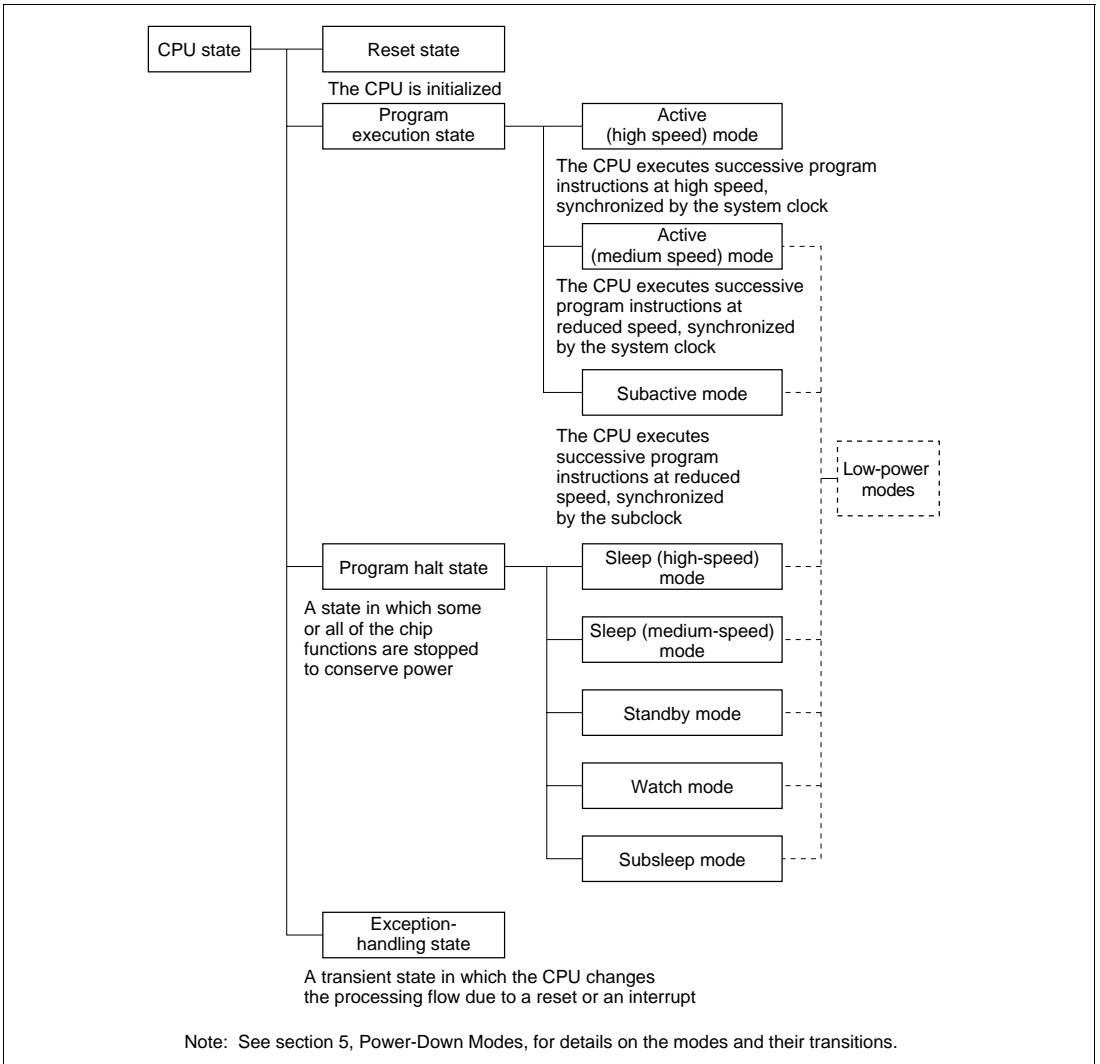 CPU state
Reset state
The CPU is initialized
Program
execution state
Active
(high speed) mode
The CPU executes successive program
instructions at high speed,
synchronized by the system clock
Active
(medium speed) mode
The CPU executes successive
program instructions at
reduced speed, synchronized
by the system clock
Subactive mode
The CPU executes
successive program
instructions at reduced
speed, synchronized
by the subclock
Low-power
modes
Program halt state
A state in which some
or all of the chip
functions are stopped
to conserve power
Sleep (high-speed)
mode
Sleep (medium-speed)
mode
Standby mode
Watch mode
Subsleep mode
Exception-
handling state
A transient state in which the CPU changes
the processing flow due to a reset or an interrupt
Note: See section 5, Power-Down Modes, for details on the modes and their transitions.